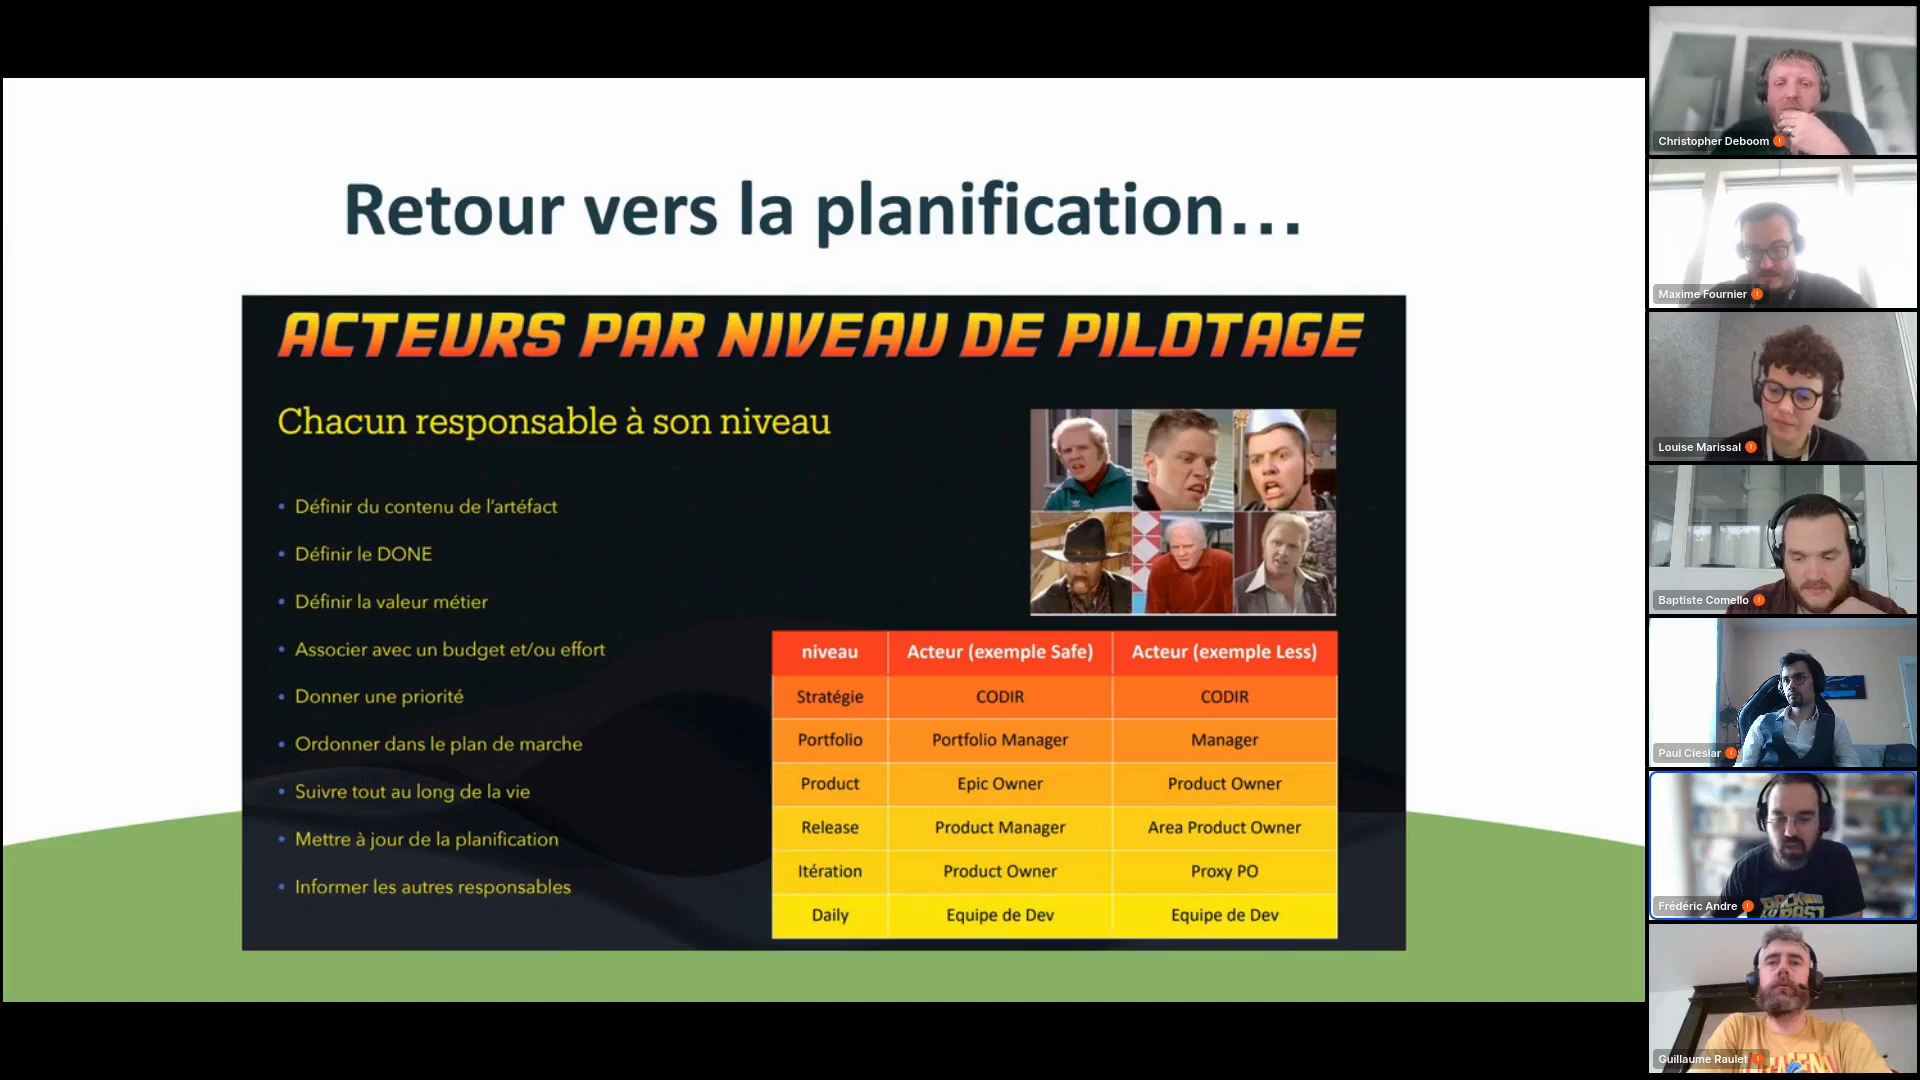 Retour vers la planification...
ACTEURS PAR NIVEAU DE PILOTAGE
Chacun responsable à son niveau
• Définir du contenu de l'artéfact
• Définir le DONE
• Définir la valeur métier
• Associer avec un budget et/ou effort
• Donner une priorité
• Ordonner dans le plan de marche
• Suivre tout au long de la vie
• Mettre à jour de la planification
• Informer les autres responsables
niveau Acteur (exemple Safe) Acteur (exemple Less)
Stratégie CODIR CODIR
Portfolio Portfolio Manager Manager
Product Epic Owner Product Owner
Release Product Manager Area Product Owner
Itération Product Owner Proxy PO
Daily Equipe de Dev Equipe de Dev
Christopher Deboom
Maxime Fournier
Louise Marissal
Baptiste Comello
Paul Cieslar
Frédéric Andre
BACK TO PAST
Guillaume Raulet